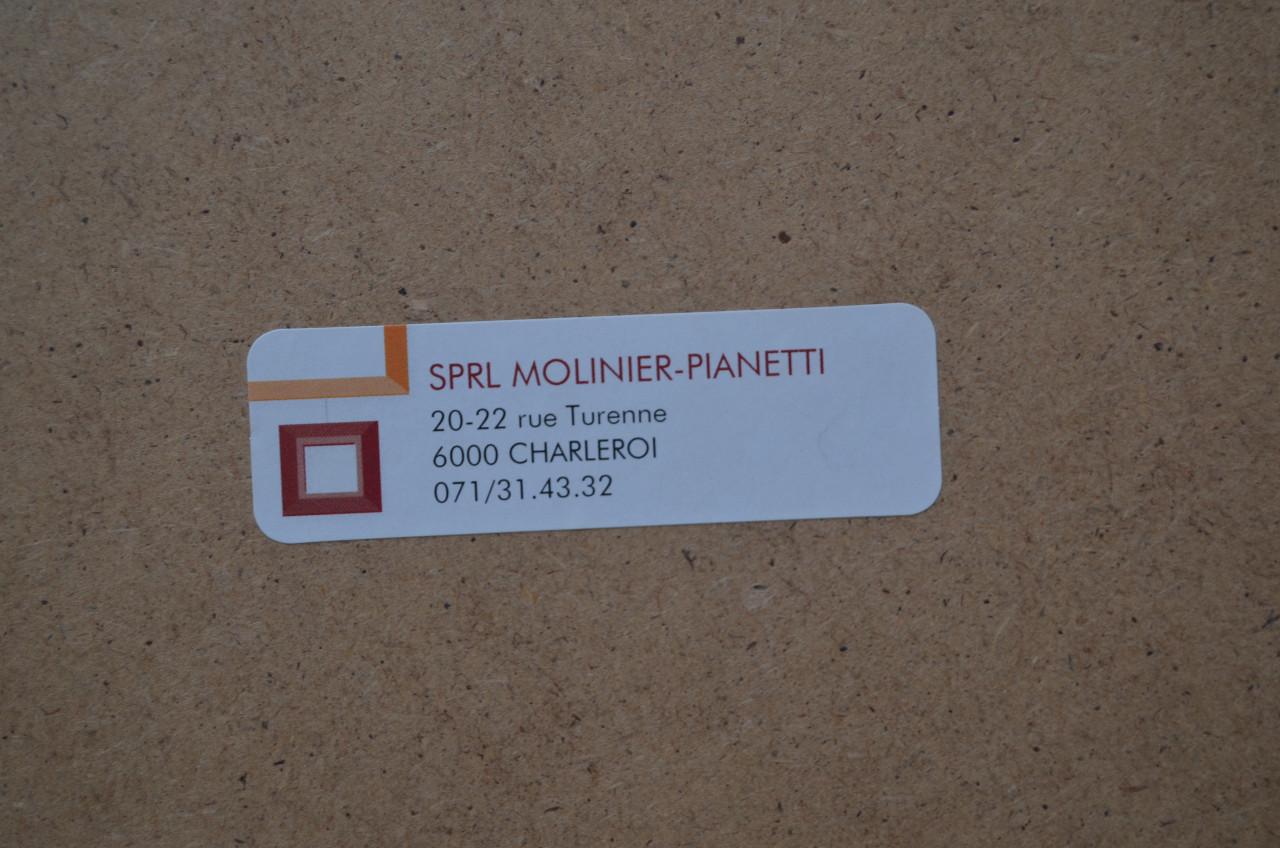 SPRL MOLINIER-PIANETTI
20-22 rue Turenne
6000 CHARLEROI
071/31.43.32